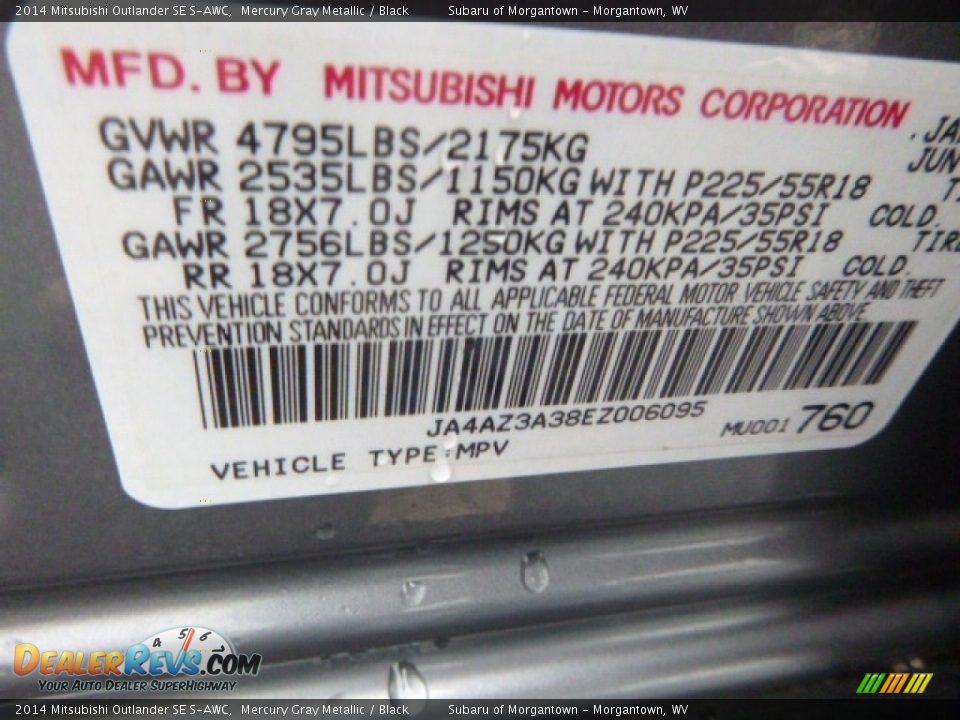 2014 Mitsubishi Outlander SE S-AWC, Mercury Gray Metallic / Black Subaru of Morgantown - Morgantown, WV
MFD. BY MITSUBISHI MOTORS CORPORATION
GVWR 4795LBS/2175KG
GAWR 2535LBS/1150KG WITH P225/55R18
FR 18X7.0J RIMS AT 240KPA/35PSI COLD.
GAWR 2756LBS/1250KG WITH P225/55R18
RR 18X7.0J RIMS AT 240KPA/35PSI COLD.
THIS VEHICLE CONFORMS TO ALL APPLICABLE FEDERAL MOTOR VEHICLE SAFETY AND THEFT
PREVENTION STANDARDS IN EFFECT ON THE DATE OF MANUFACTURE SHOWN ABOVE
JA4AZ3A38EZ006095 MU001 760
VEHICLE TYPE:MPV
4 5 6
DEALERREVS.COM
YOUR AUTO DEALER SUPERHIGHWAY
2014 Mitsubishi Outlander SE S-AWC, Mercury Gray Metallic / Black Subaru of Morgantown - Morgantown, WV